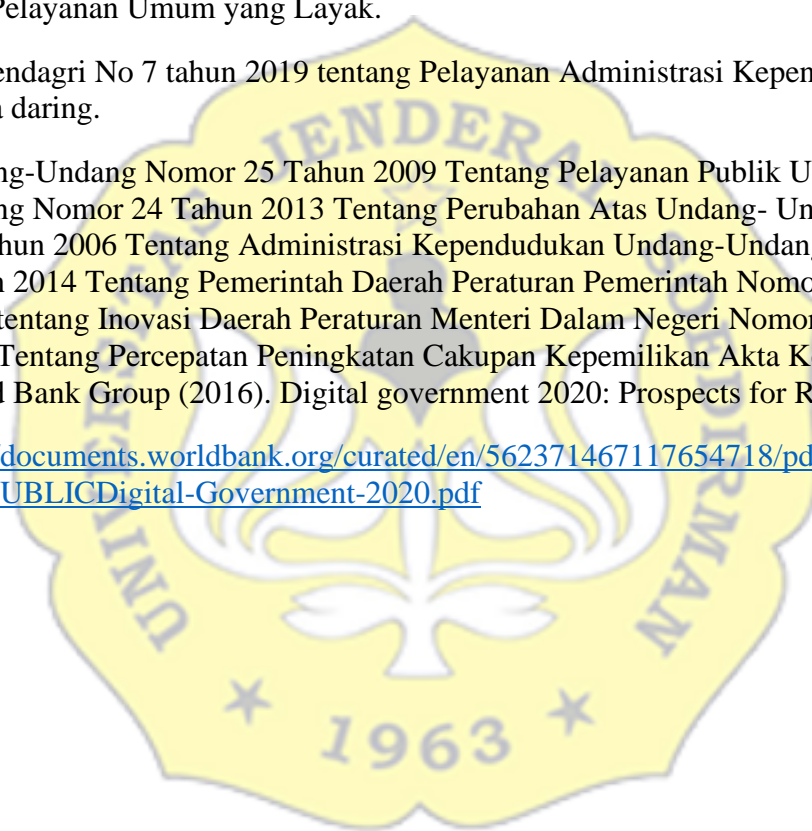 Pelayanan Umum yang Layak.
endagri No 7 tahun 2019 tentang Pelayanan Administrasi Kepen
a daring.
ng-Undang Nomor 25 Tahun 2009 Tentang Pelayanan Publik U
ng Nomor 24 Tahun 2013 Tentang Perubahan Atas Undang- Un
hun 2006 Tentang Administrasi Kependudukan Undang-Undang
n 2014 Tentang Pemerintah Daerah Peraturan Pemerintah Nomo
tentang Inovasi Daerah Peraturan Menteri Dalam Negeri Nomor
Tentang Percepatan Peningkatan Cakupan Kepemilikan Akta K
d Bank Group (2016). Digital government 2020: Prospects for R
/documents.worldbank.org/curated/en/562371467117654718/pd
UBLICDigital-Government-2020.pdf
UNIVERSITAS JENDERAL SOEDIRMAN
1963